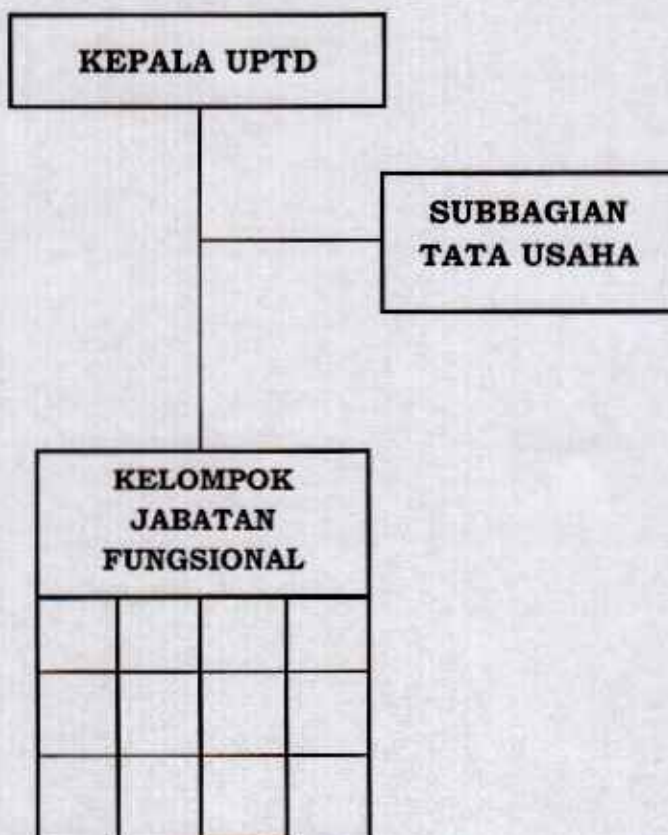 KEPALA UPTD
SUBBAGIAN
TATA USAHA
KELOMPOK
JABATAN
FUNGSIONAL